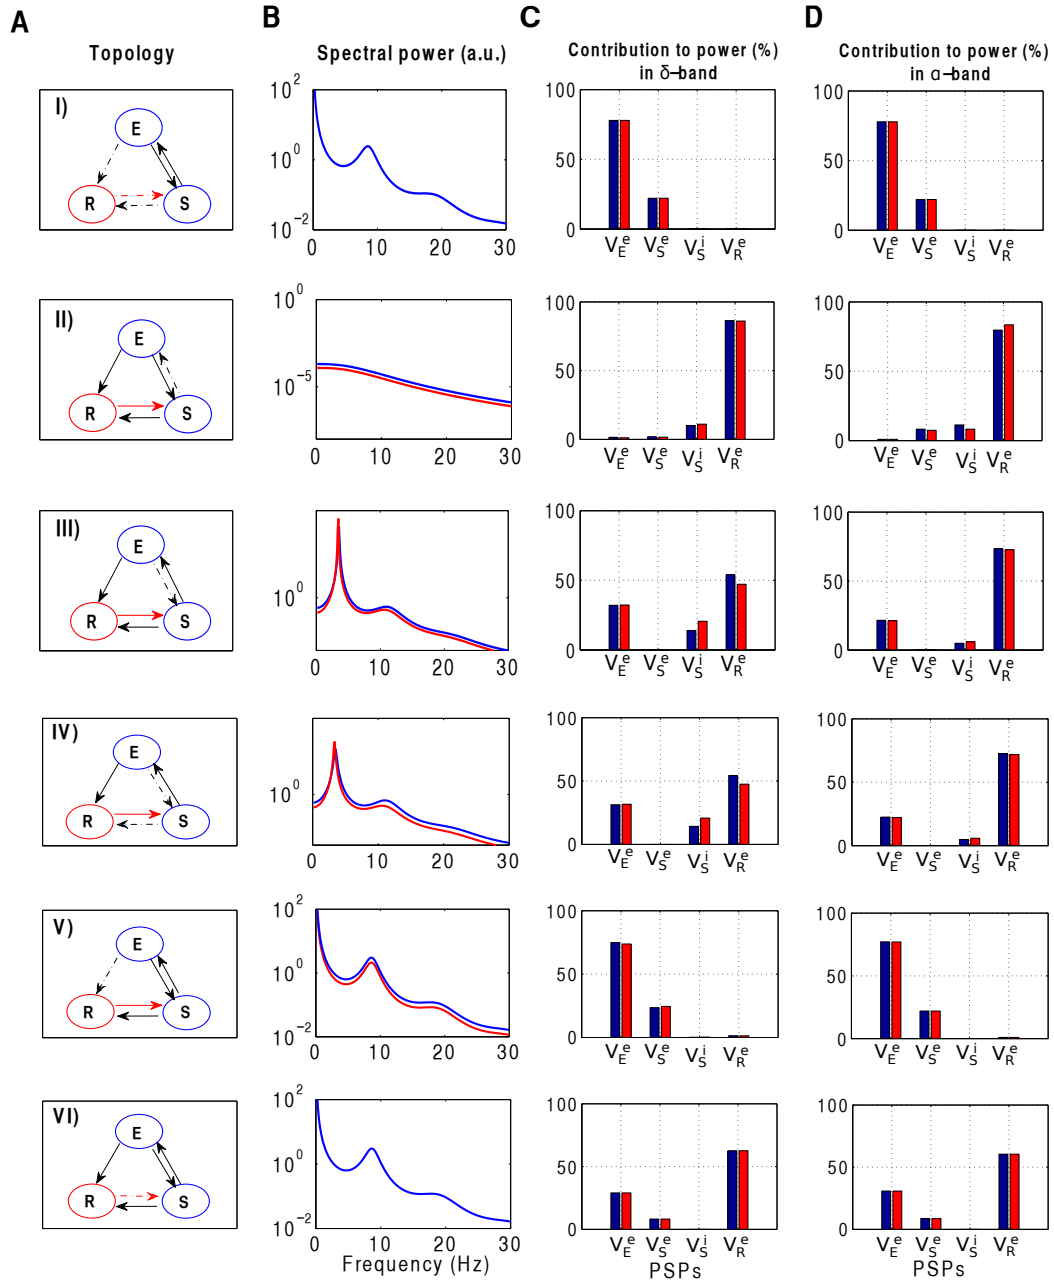 A
B
C
D
Topology
Spectral power (a.u.)
Contribution to power (%)
in δ−band
Contribution to power (%)
in α−band
I)
E
R
S
10^2
10^0
10^-2
0 10 20 30
100
50
0
V_E^e V_S^e V_S^i V_R^e
100
50
0
V_E^e V_S^e V_S^i V_R^e
II)
E
R
S
10^0
10^-5
0 10 20 30
100
50
0
V_E^e V_S^e V_S^i V_R^e
100
50
0
V_E^e V_S^e V_S^i V_R^e
III)
E
R
S
10^0
0 10 20 30
100
50
0
V_E^e V_S^e V_S^i V_R^e
100
50
0
V_E^e V_S^e V_S^i V_R^e
IV)
E
R
S
10^0
0 10 20 30
100
50
0
V_E^e V_S^e V_S^i V_R^e
100
50
0
V_E^e V_S^e V_S^i V_R^e
V)
E
R
S
10^2
10^0
10^-2
0 10 20 30
100
50
0
V_E^e V_S^e V_S^i V_R^e
100
50
0
V_E^e V_S^e V_S^i V_R^e
VI)
E
R
S
10^2
10^0
10^-2
0 10 20 30
Frequency (Hz)
100
50
0
V_E^e V_S^e V_S^i V_R^e
PSPs
100
50
0
V_E^e V_S^e V_S^i V_R^e
PSPs